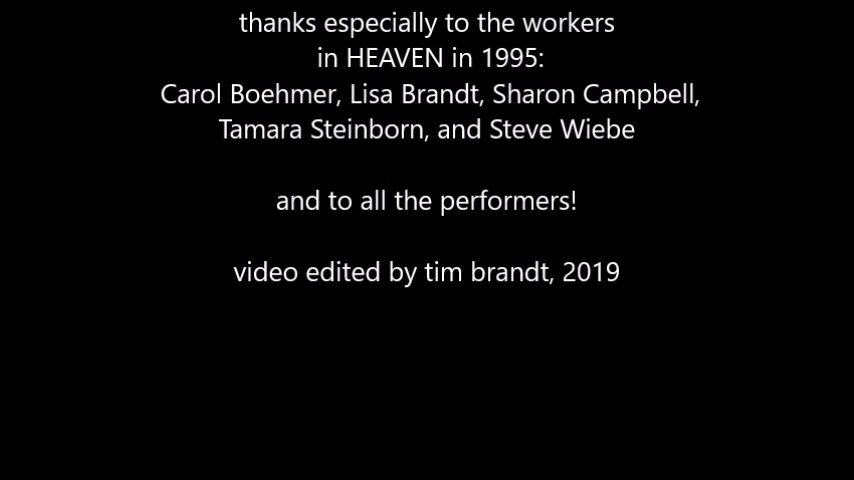 thanks especially to the workers
in HEAVEN in 1995:
Carol Boehmer, Lisa Brandt, Sharon Campbell,
Tamara Steinborn, and Steve Wiebe
and to all the performers!
video edited by tim brandt, 2019